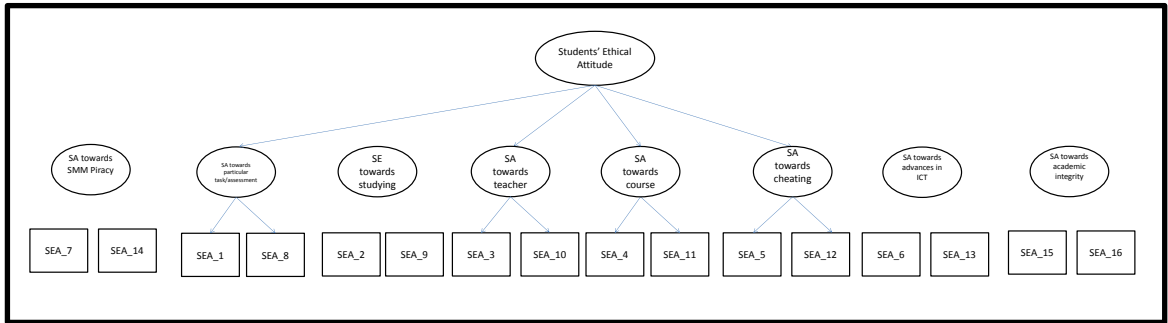 Students' Ethical
Attitude
SA towards
SMM Piracy
SA towards
particular
task/assessment
SE
towards
studying
SA
towards
teacher
SA
towards
course
SA
towards
cheating
SA towards
advances in
ICT
SA towards
academic
integrity
SEA_7
SEA_14
SEA_1
SEA_8
SEA_2
SEA_9
SEA_3
SEA_10
SEA_4
SEA_11
SEA_5
SEA_12
SEA_6
SEA_13
SEA_15
SEA_16